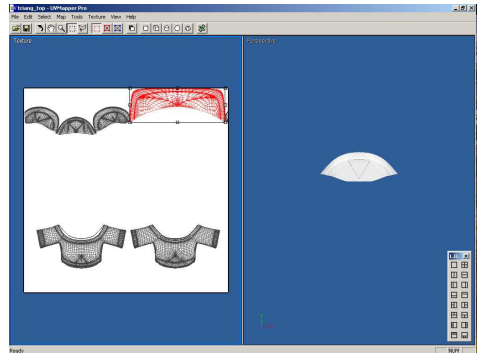 triang_top - UVMapper Pro
File Edit Select Map Tools Texture View Help
Texture
Perspective
Ready
NUM